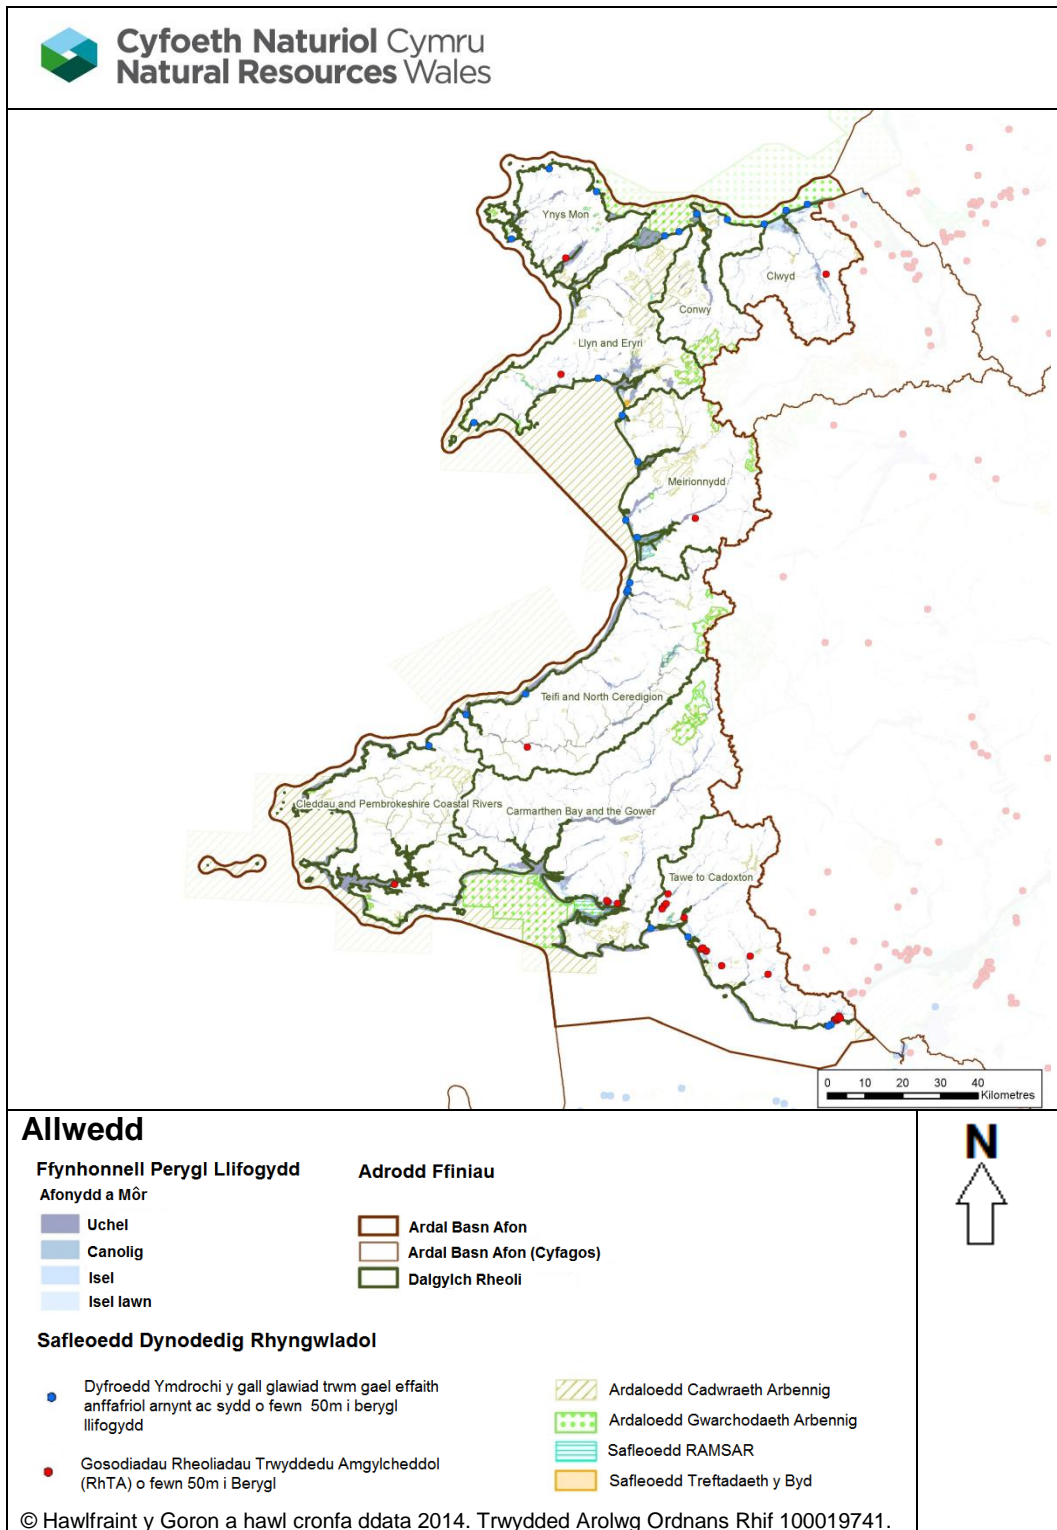 Cyfoeth Naturiol Cymru
Natural Resources Wales
Ynys Mon
Clwyd
Conwy
Llyn and Eryri
Meirionnydd
Teifi and North Ceredigion
Cleddau and Pembrokeshire Coastal Rivers
Carmarthen Bay and the Gower
Tawe to Cadoxton
0 10 20 30 40
Kilometres
Allwedd
Ffynhonnell Perygl Llifogydd
Afonydd a Môr
Uchel
Canolig
Isel
Isel Iawn
Adrodd Ffiniau
Ardal Basn Afon
Ardal Basn Afon (Cyfagos)
Dalgylch Rheoli
N
Safleoedd Dynodedig Rhyngwladol
Dyfroedd Ymdrochi y gall glawiad trwm gael effaith
anffafriol arnynt ac sydd o fewn 50m i berygl
llifogydd
Gosodiadau Rheoliadau Trwyddedu Amgylcheddol
(RhTA) o fewn 50m i Berygl
Ardaloedd Cadwraeth Arbennig
Ardaloedd Gwarchodaeth Arbennig
Safleoedd RAMSAR
Safleoedd Treftadaeth y Byd
© Hawlfraint y Goron a hawl cronfa ddata 2014. Trwydded Arolwg Ordnans Rhif 100019741.